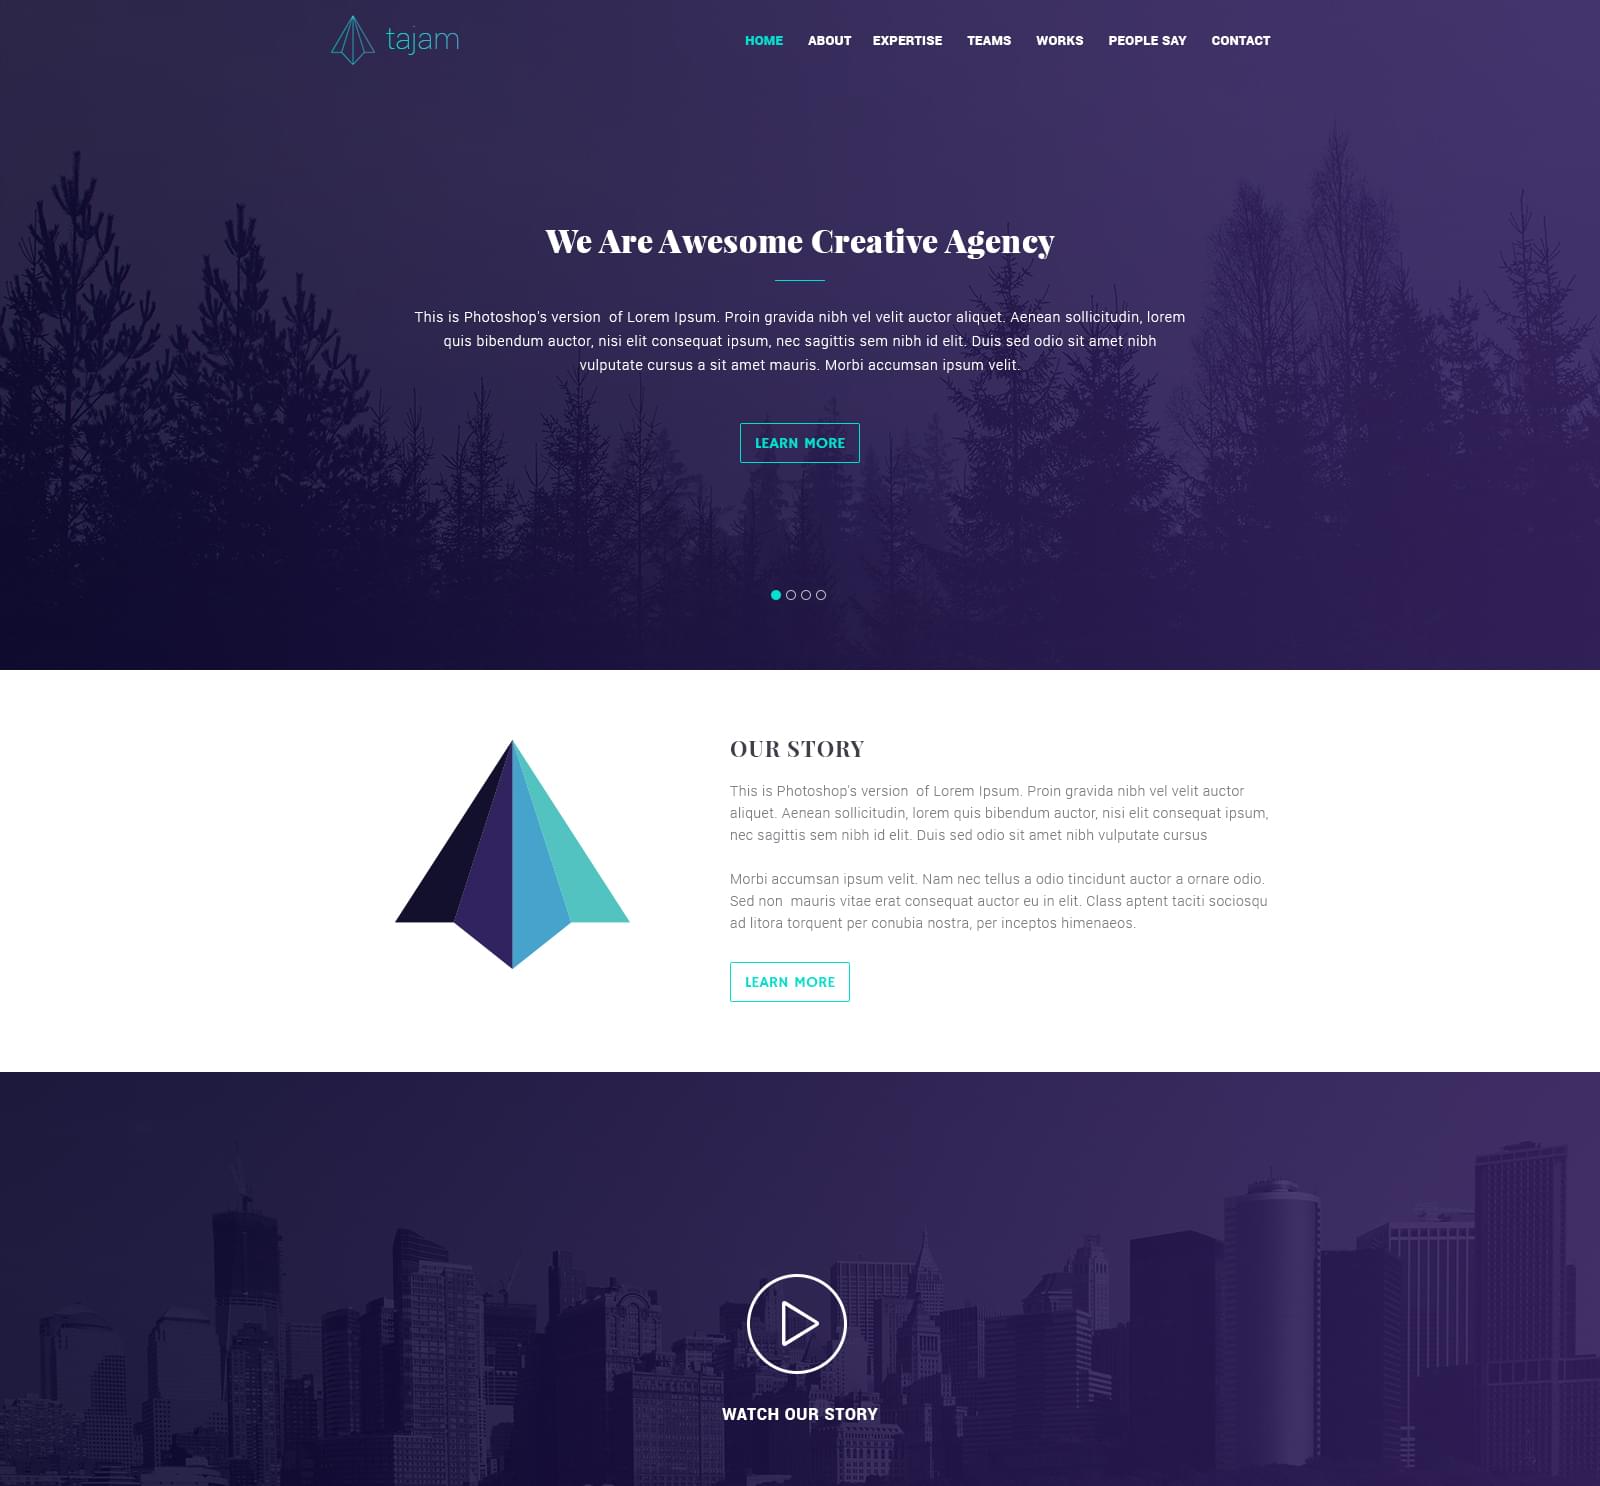 tajam
HOME ABOUT EXPERTISE TEAMS WORKS PEOPLE SAY CONTACT
We Are Awesome Creative Agency
This is Photoshop's version  of Lorem Ipsum. Proin gravida nibh vel velit auctor aliquet. Aenean sollicitudin, lorem
quis bibendum auctor, nisi elit consequat ipsum, nec sagittis sem nibh id elit. Duis sed odio sit amet nibh
vulputate cursus a sit amet mauris. Morbi accumsan ipsum velit.
LEARN MORE
OUR STORY
This is Photoshop's version  of Lorem Ipsum. Proin gravida nibh vel velit auctor
aliquet. Aenean sollicitudin, lorem quis bibendum auctor, nisi elit consequat ipsum,
nec sagittis sem nibh id elit. Duis sed odio sit amet nibh vulputate cursus
Morbi accumsan ipsum velit. Nam nec tellus a odio tincidunt auctor a ornare odio.
Sed non  mauris vitae erat consequat auctor eu in elit. Class aptent taciti sociosqu
ad litora torquent per conubia nostra, per inceptos himenaeos.
LEARN MORE
WATCH OUR STORY